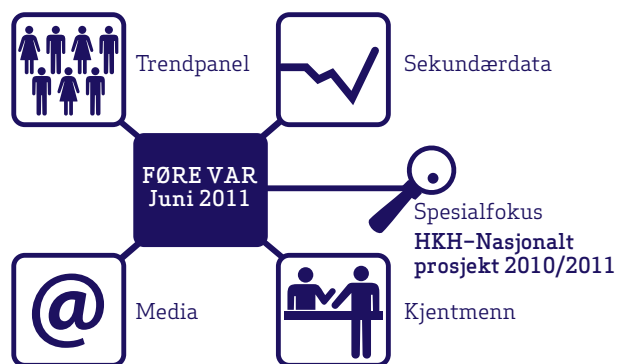 Trendpanel
Sekundærdata
FØRE VAR
Juni 2011
Spesialfokus
HKH–Nasjonalt
prosjekt 2010/2011
@
Media
Kjentmenn